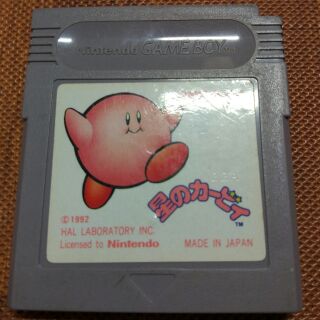 Nintendo GAME BOY
星のカービィ
TM
© 1992
HAL LABORATORY INC.
Licensed to Nintendo
MADE IN JAPAN